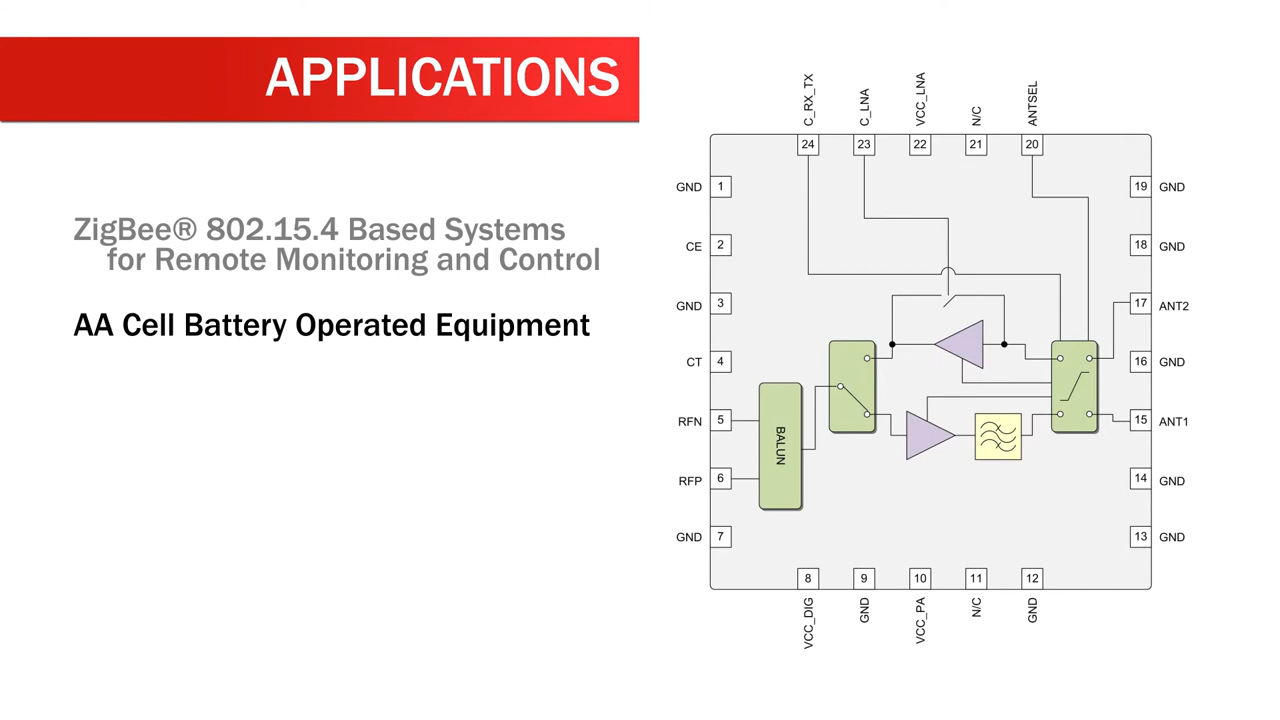 APPLICATIONS
ZigBee® 802.15.4 Based Systems
for Remote Monitoring and Control
AA Cell Battery Operated Equipment
C_RX_TX
C_LNA
VCC_LNA
N/C
ANTSEL
24
23
22
21
20
GND 1
CE 2
GND 3
CT 4
RFN 5
RFP 6
GND 7
BALUN
19 GND
18 GND
17 ANT2
16 GND
15 ANT1
14 GND
13 GND
8
9
10
11
12
VCC_DIG
GND
VCC_PA
N/C
GND